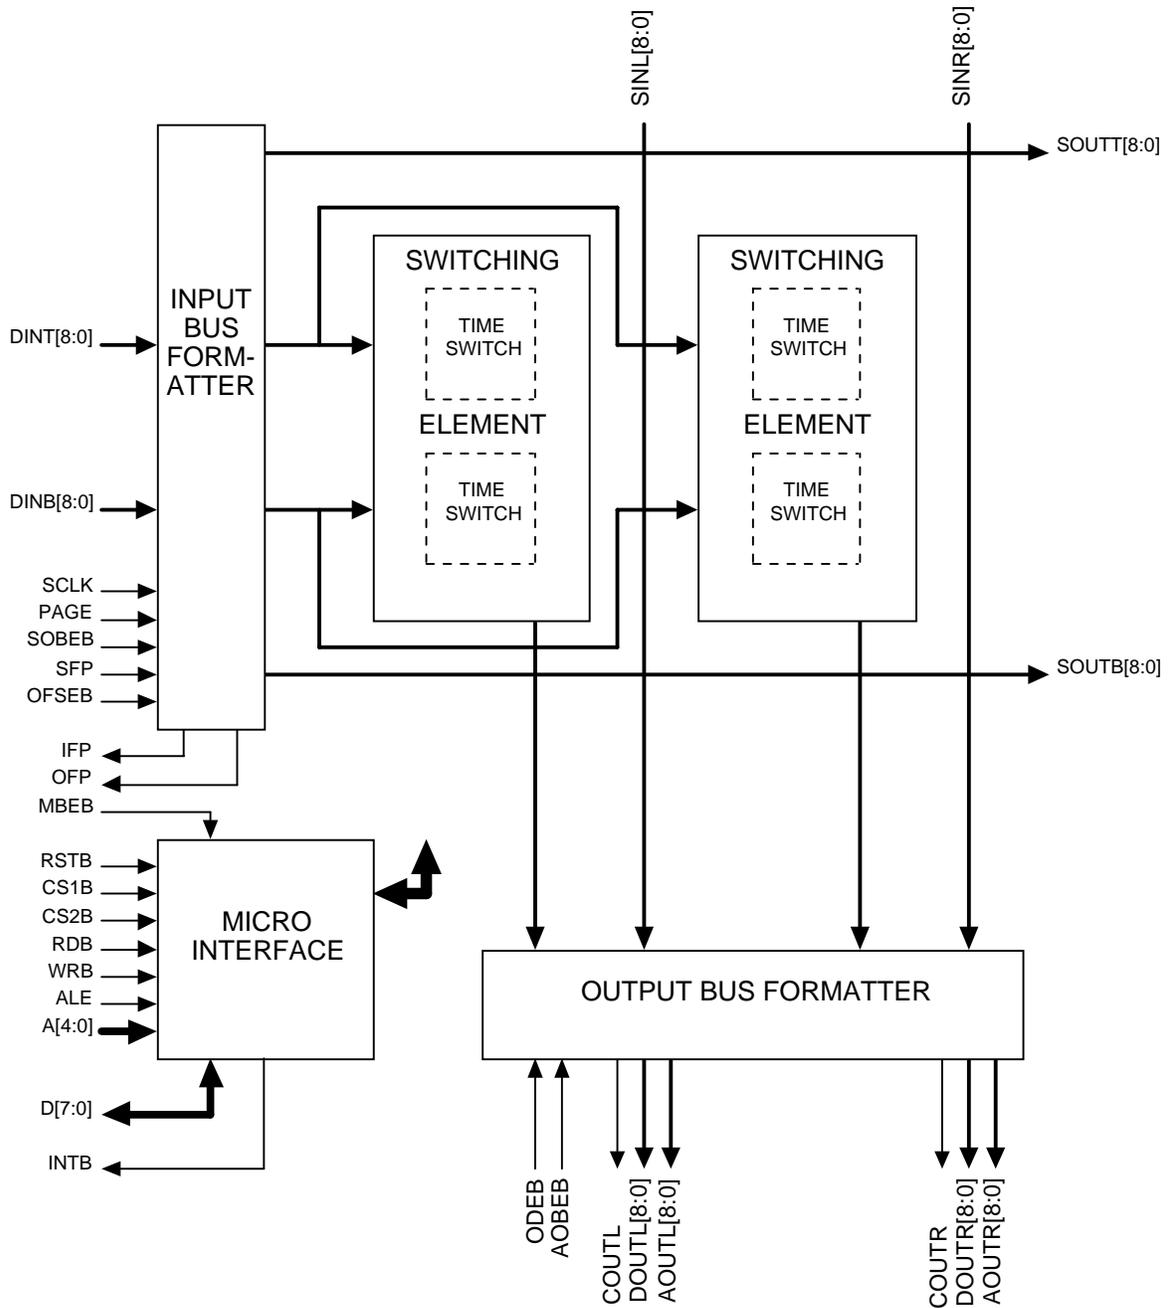 SINL[8:0]
SINR[8:0]
SOUTT[8:0]
INPUT
BUS
FORM-
ATTER
SWITCHING
TIME
SWITCH
ELEMENT
TIME
SWITCH
SWITCHING
TIME
SWITCH
ELEMENT
TIME
SWITCH
DINT[8:0]
DINB[8:0]
SCLK
PAGE
SOBEB
SFP
OFSEB
SOUTB[8:0]
IFP
OFP
MBEB
RSTB
CS1B
CS2B
RDB
WRB
ALE
A[4:0]
MICRO
INTERFACE
OUTPUT BUS FORMATTER
D[7:0]
INTB
ODEB
AOBEB
COUTL
DOUTL[8:0]
AOUTL[8:0]
COUTR
DOUTR[8:0]
AOUTR[8:0]